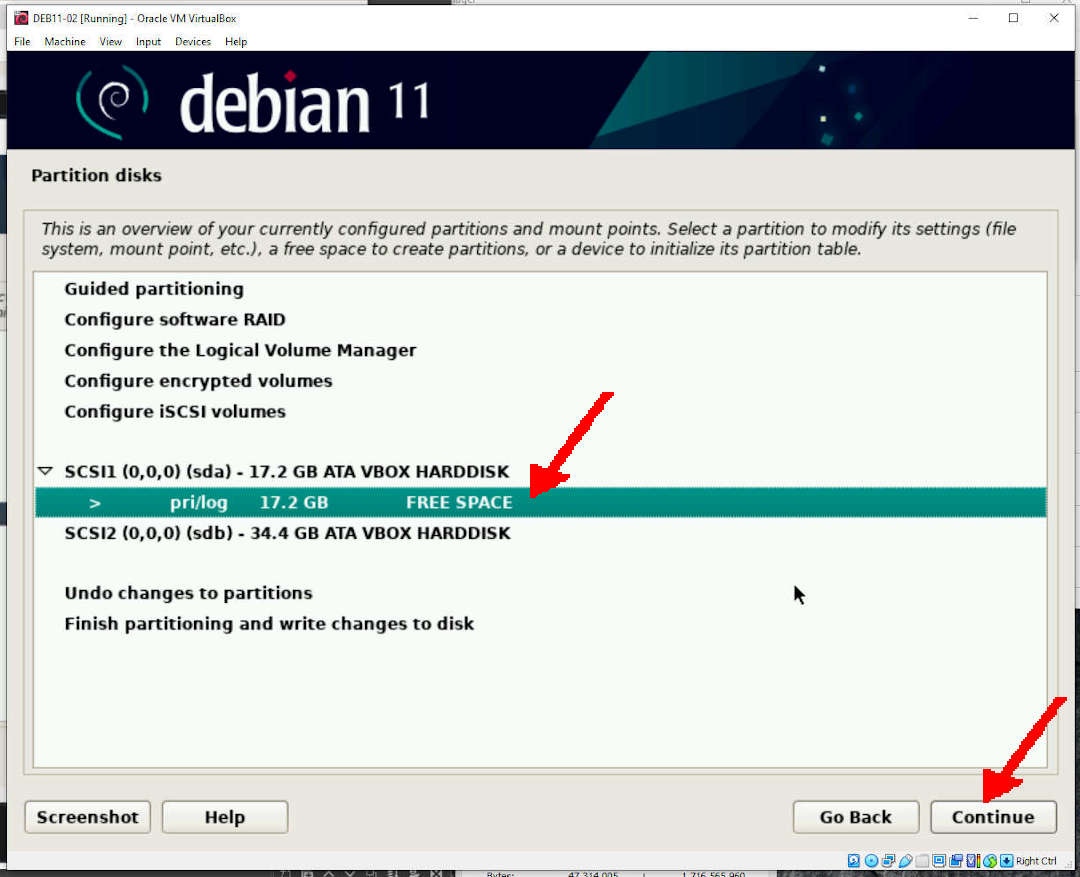 DEB11-02 [Running] - Oracle VM VirtualBox
File Machine View Input Devices Help
debian 11
Partition disks
This is an overview of your currently configured partitions and mount points. Select a partition to modify its settings (file
system, mount point, etc.), a free space to create partitions, or a device to initialize its partition table.
Guided partitioning
Configure software RAID
Configure the Logical Volume Manager
Configure encrypted volumes
Configure iSCSI volumes
SCSI1 (0,0,0) (sda) - 17.2 GB ATA VBOX HARDDISK
> pri/log 17.2 GB FREE SPACE
SCSI2 (0,0,0) (sdb) - 34.4 GB ATA VBOX HARDDISK
Undo changes to partitions
Finish partitioning and write changes to disk
Screenshot Help Go Back Continue
Right Ctrl